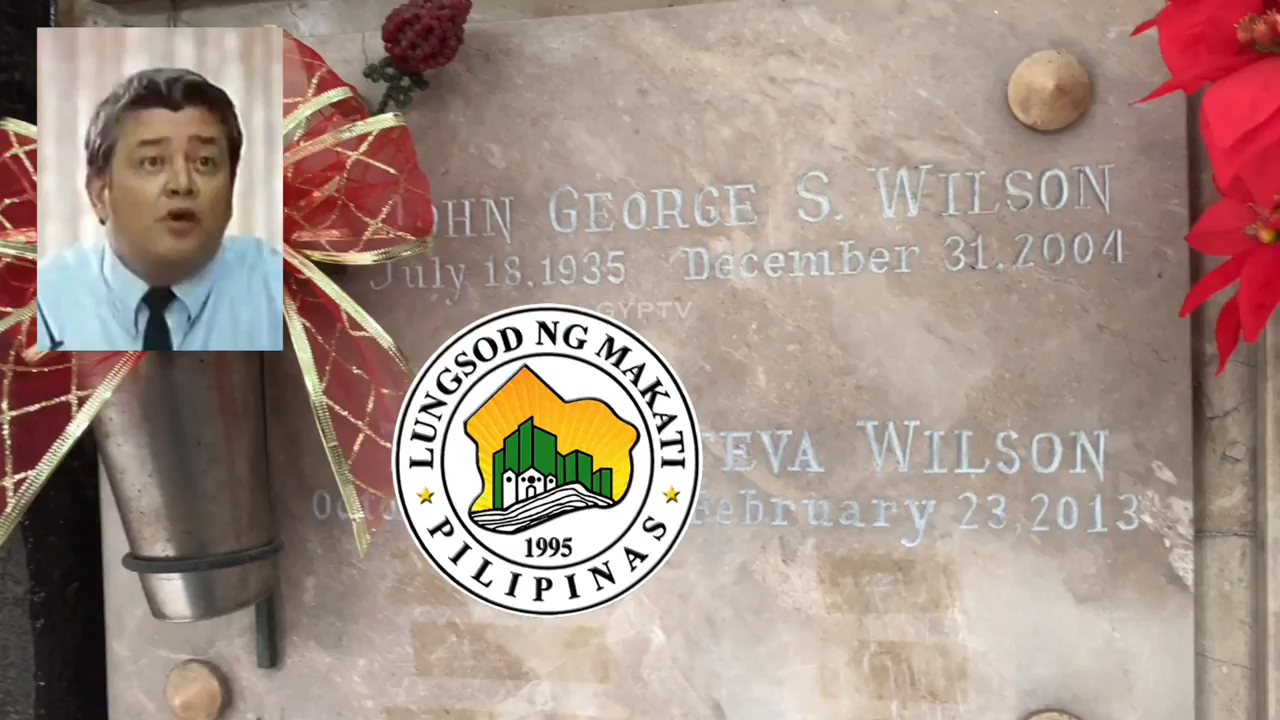 JOHN GEORGE S. WILSON
July 18,1935 December 31,2004
GYPTV
LUNGSOD NG MAKATI
TEVA WILSON
February 23,2013
1995
PILIPINAS